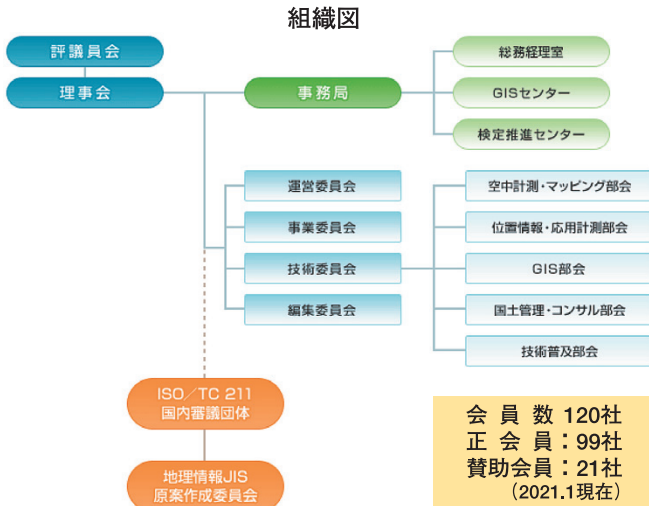 組織図
評議員会
理事会
事務局
総務経理室
GISセンター
検定推進センター
運営委員会
事業委員会
技術委員会
編集委員会
空中計測・マッピング部会
位置情報・応用計測部会
GIS部会
国土管理・コンサル部会
技術普及部会
ISO/TC 211
国内審議団体
地理情報JIS
原案作成委員会
会 員 数 120社
正 会 員：99社
賛助会員：21社
（2021.1現在）